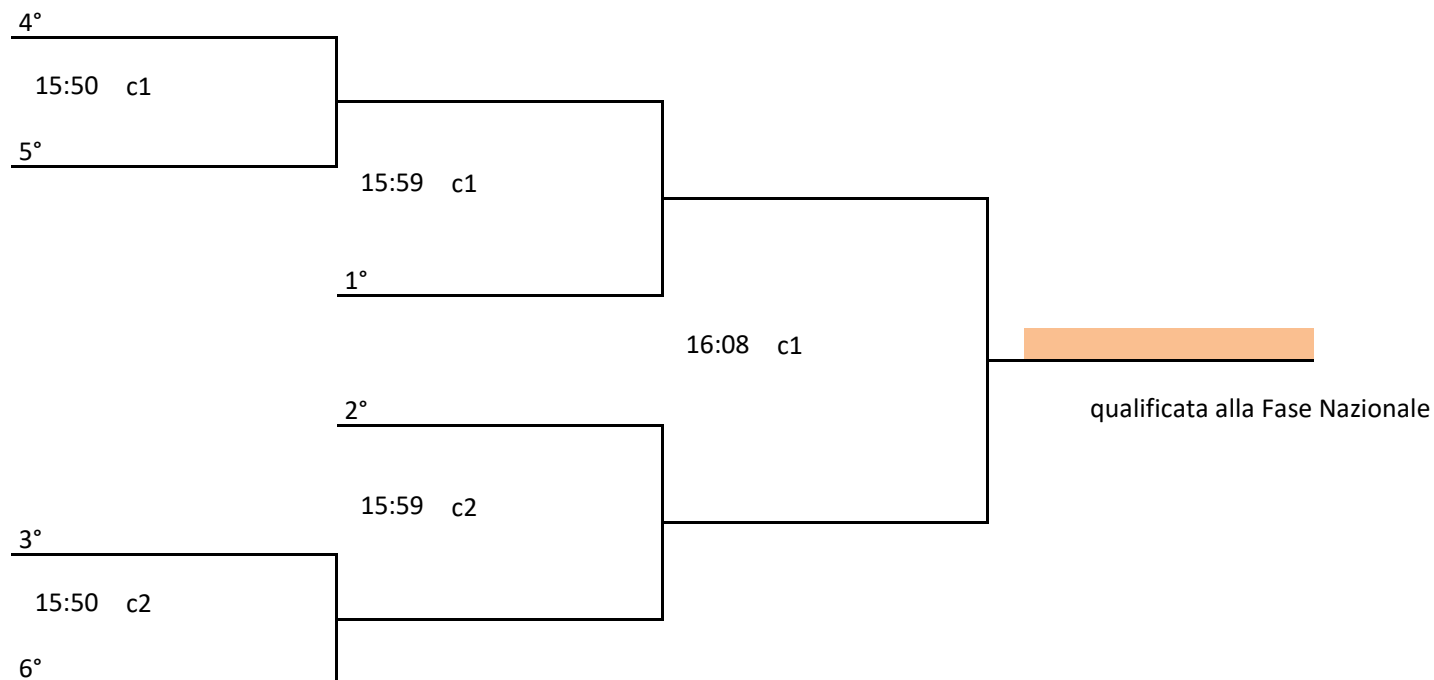 4°
15:50 c1
5°
15:59 c1
1°
16:08 c1
qualificata alla Fase Nazionale
2°
15:59 c2
3°
15:50 c2
6°